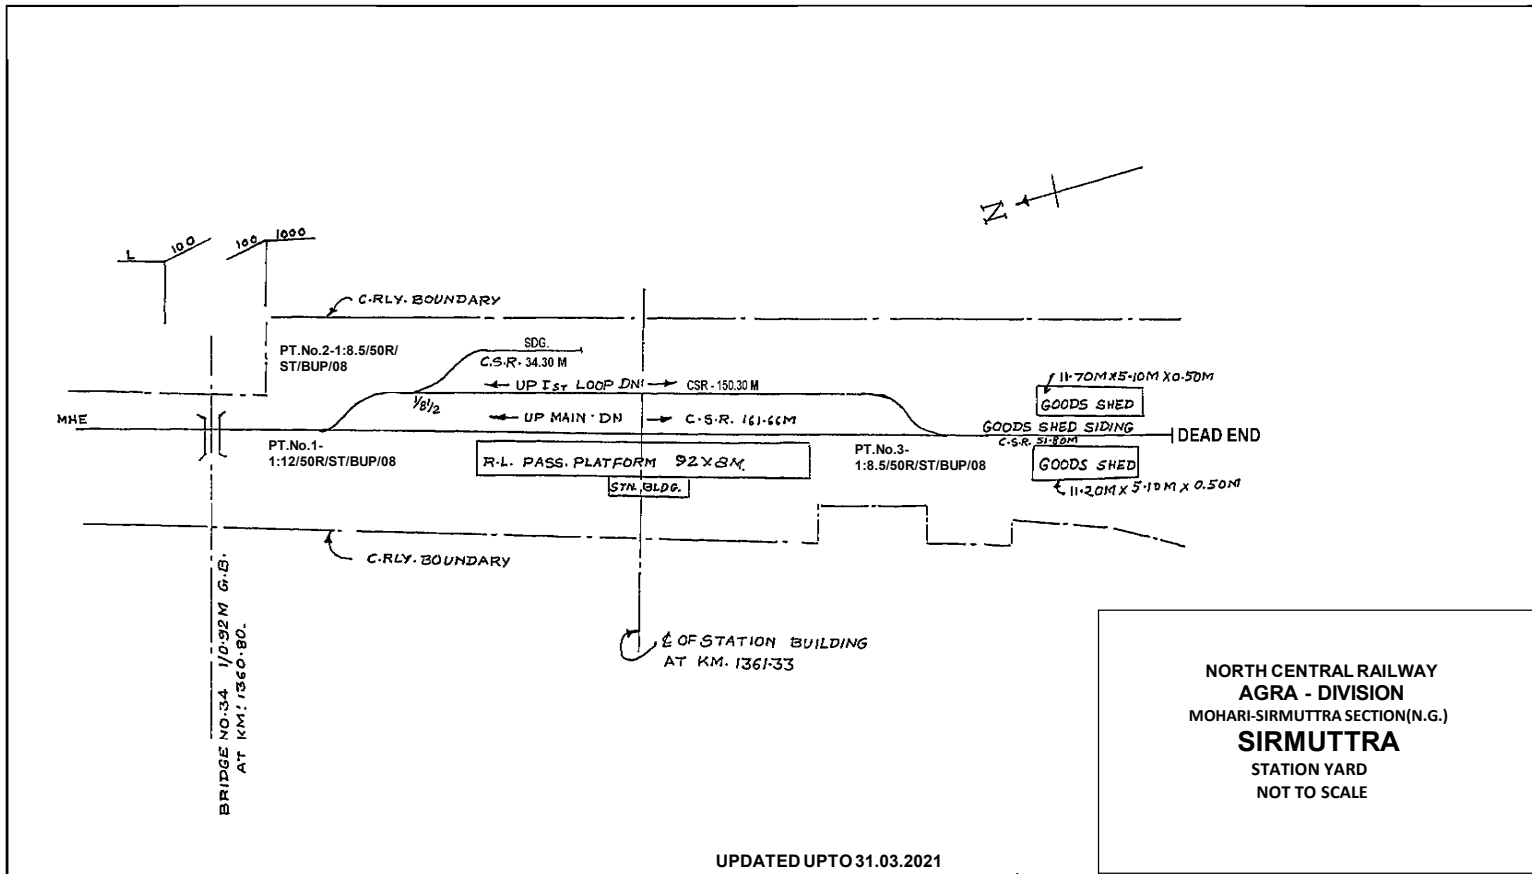 N
L
100
100
1000
C.RLY. BOUNDARY
PT.No.2-1:8.5/50R/
ST/BUP/08
SDG.
C.S.R. 34.30 M
UP IST LOOP DN
CSR - 150.30 M
1/8 1/2
11.70M X 5.10M X 0.50M
GOODS SHED
MHE
UP MAIN DN
C.S.R. 161.66M
GOODS SHED SIDING
C.S.R. 51.80M
DEAD END
PT.No.1-
1:12/50R/ST/BUP/08
R.L. PASS. PLATFORM 92X8M.
PT.No.3-
1:8.5/50R/ST/BUP/08
GOODS SHED
STN. BLDG.
11.20M X 5.10M X 0.50M
C.RLY. BOUNDARY
BRIDGE NO.34 1/0.92M G.B.
AT KM: 1360.80.
℄ OF STATION BUILDING
AT KM. 1361.33
NORTH CENTRAL RAILWAY
AGRA - DIVISION
MOHARI-SIRMUTTRA SECTION(N.G.)
SIRMUTTRA
STATION YARD
NOT TO SCALE
UPDATED UPTO 31.03.2021